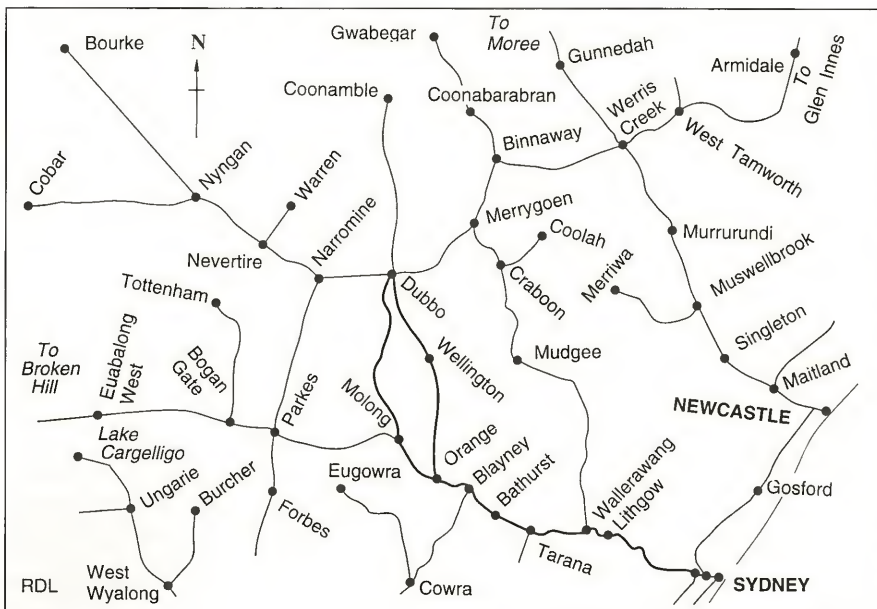 Bourke
N
Gwabegar
To
Moree
Gunnedah
Armidale
To
Glen Innes
Coonamble
Coonabarabran
Werris
Creek
West Tamworth
Binnaway
Cobar
Nyngan
Warren
Narromine
Merrygoen
Coolah
Murrurundi
Nevertire
Craboon
Merriwa
Muswellbrook
Tottenham
Dubbo
Singleton
To
Broken
Hill
Euabalong
West
Bogan
Gate
Parkes
Molong
Wellington
Mudgee
Maitland
NEWCASTLE
Lake
Cargelligo
Orange
Blayney
Bathurst
Wallerawang
Lithgow
Ungarie
Burcher
Eugowra
Gosford
Forbes
Tarana
RDL
West
Wyalong
Cowra
SYDNEY